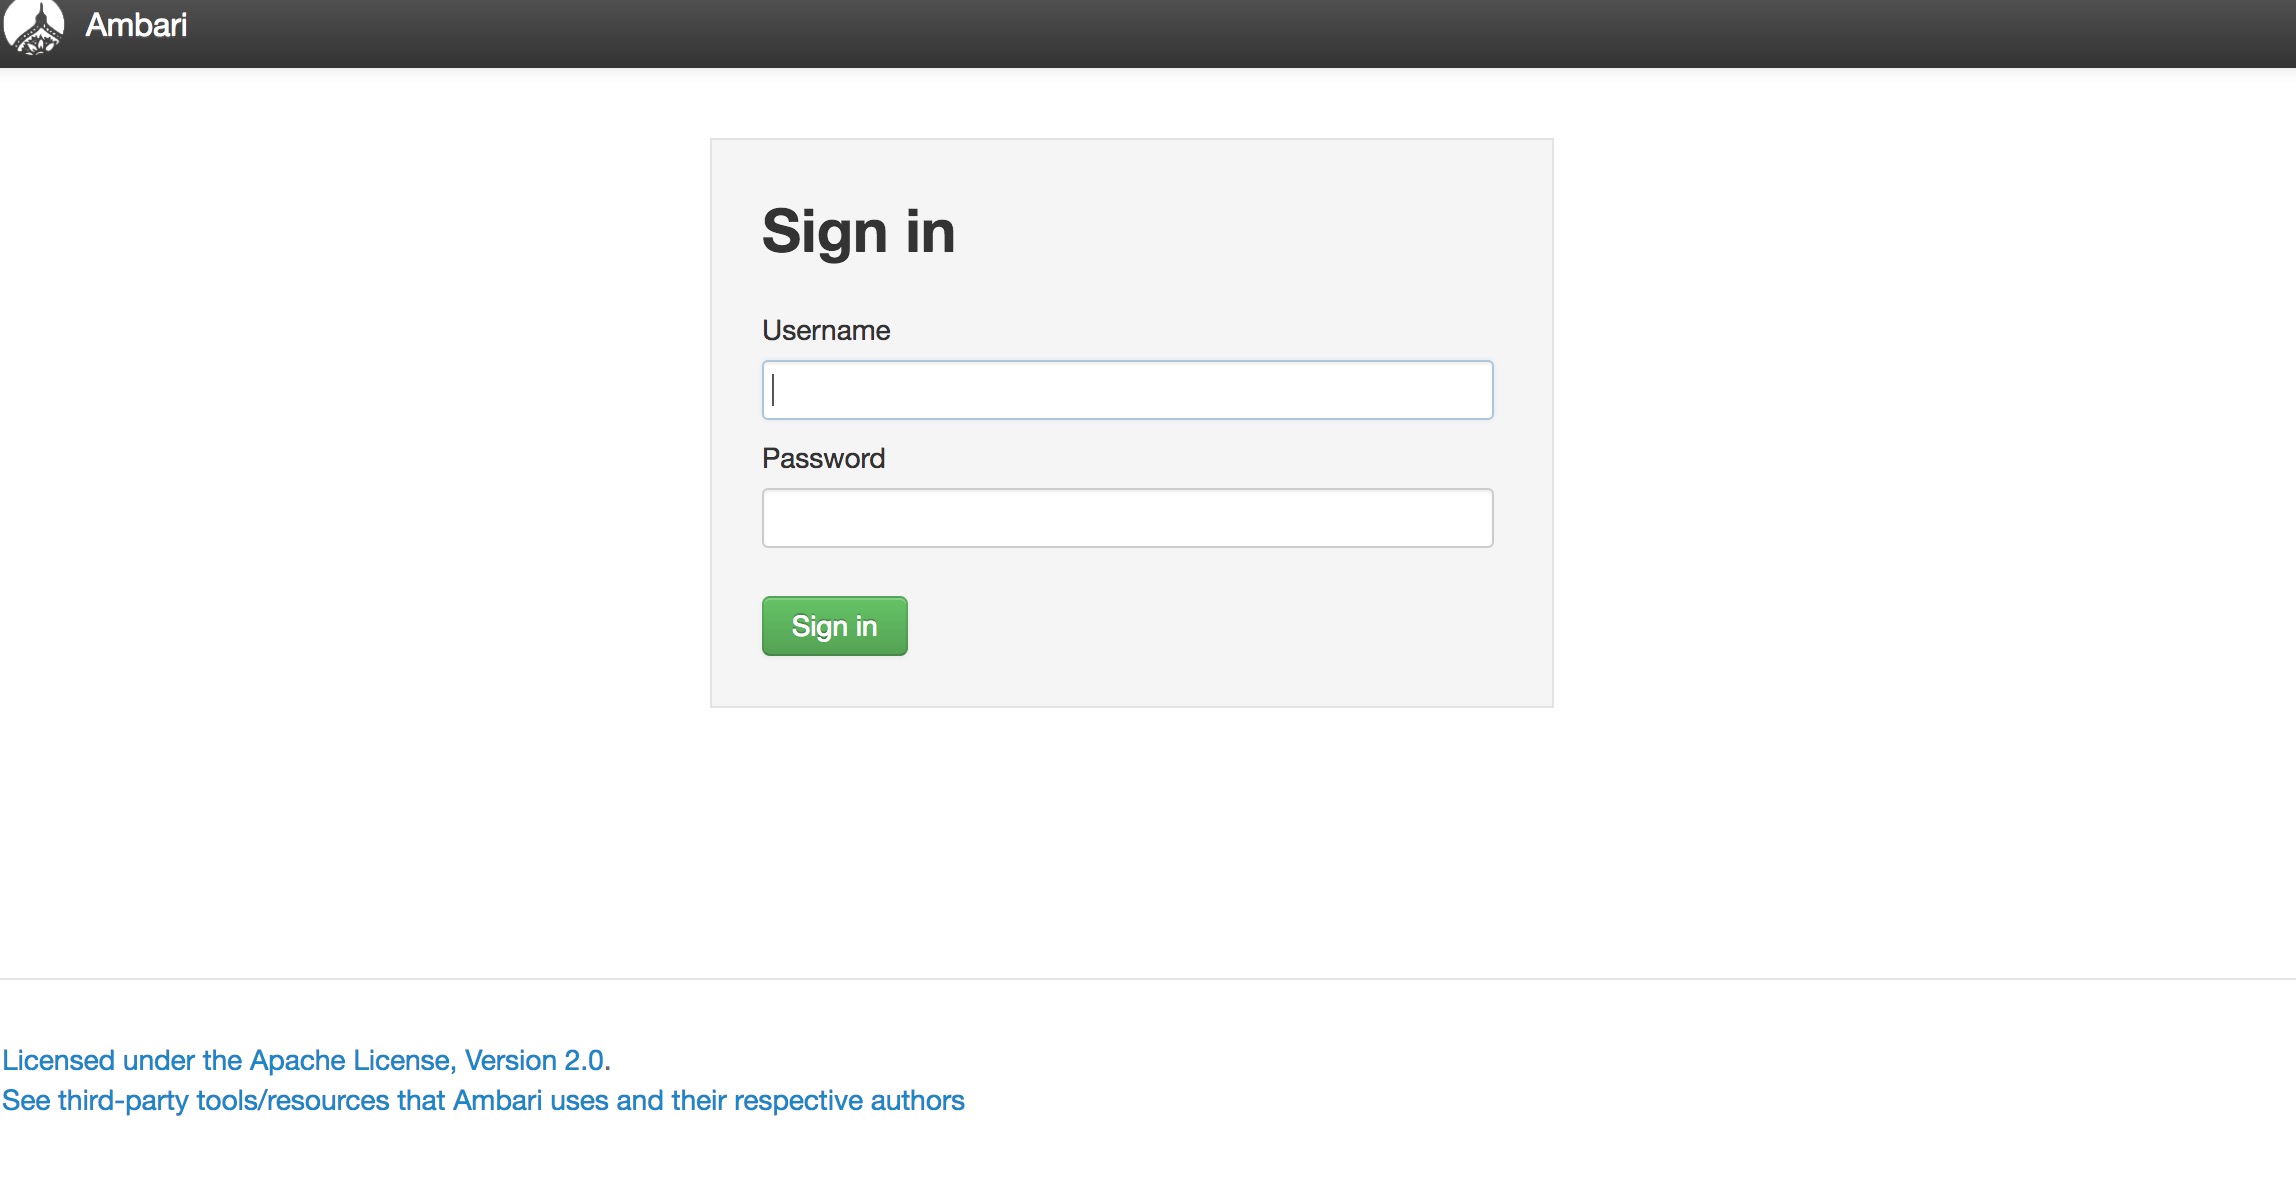 Ambari
Sign in
Username
Password
Sign in
Licensed under the Apache License, Version 2.0.
See third-party tools/resources that Ambari uses and their respective authors